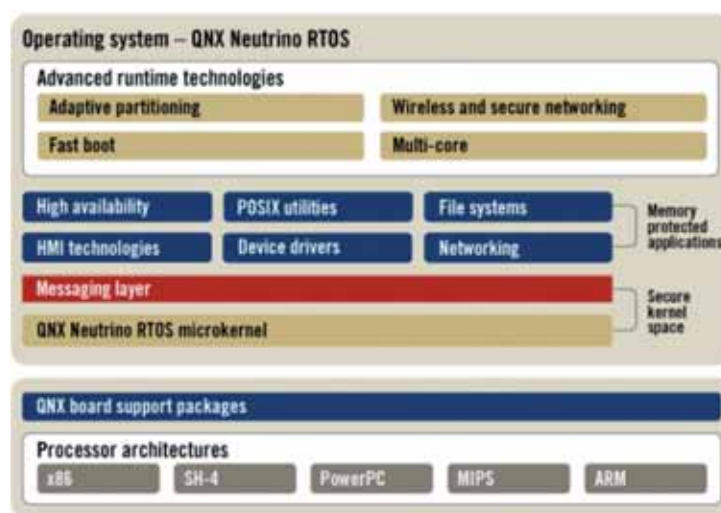 Operating system – QNX Neutrino RTOS
Advanced runtime technologies
Adaptive partitioning
Wireless and secure networking
Fast boot
Multi-core
High availability
POSIX utilities
File systems
HMI technologies
Device drivers
Networking
Memory
protected
applications
Messaging layer
QNX Neutrino RTOS microkernel
Secure
kernel
space
QNX board support packages
Processor architectures
x86
SH-4
PowerPC
MIPS
ARM